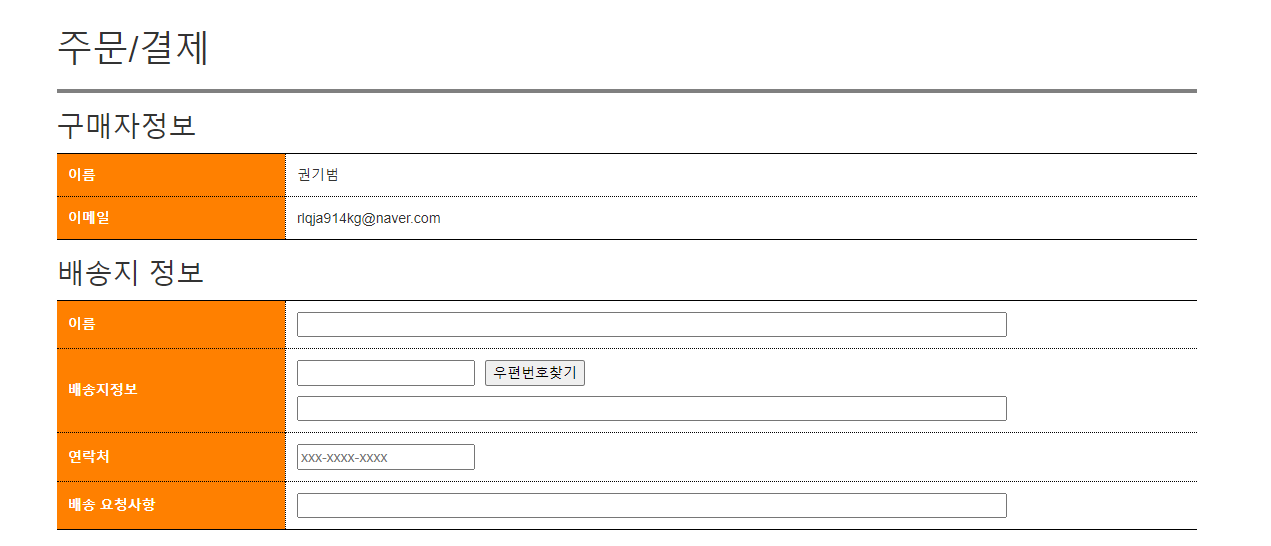 주문/결제
구매자정보
이름 권기범
이메일 rlqja914kg@naver.com
배송지 정보
이름
배송지정보 우편번호찾기
연락처 xxx-xxxx-xxxx
배송 요청사항